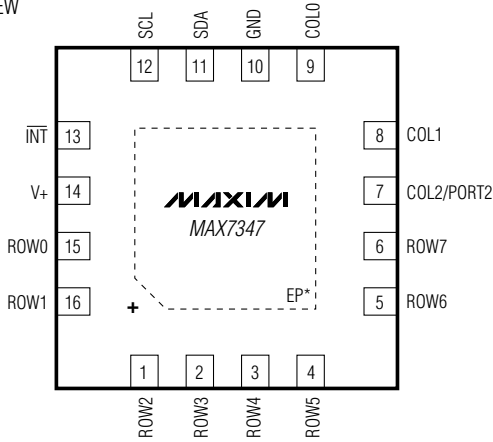 EW
SCL SDA GND COL0
12 11 10 9
INT 13 8 COL1
V+ 14 7 COL2/PORT2
MAXIM
MAX7347
ROW0 15 6 ROW7
ROW1 16 5 ROW6
+ EP*
1 2 3 4
ROW2 ROW3 ROW4 ROW5